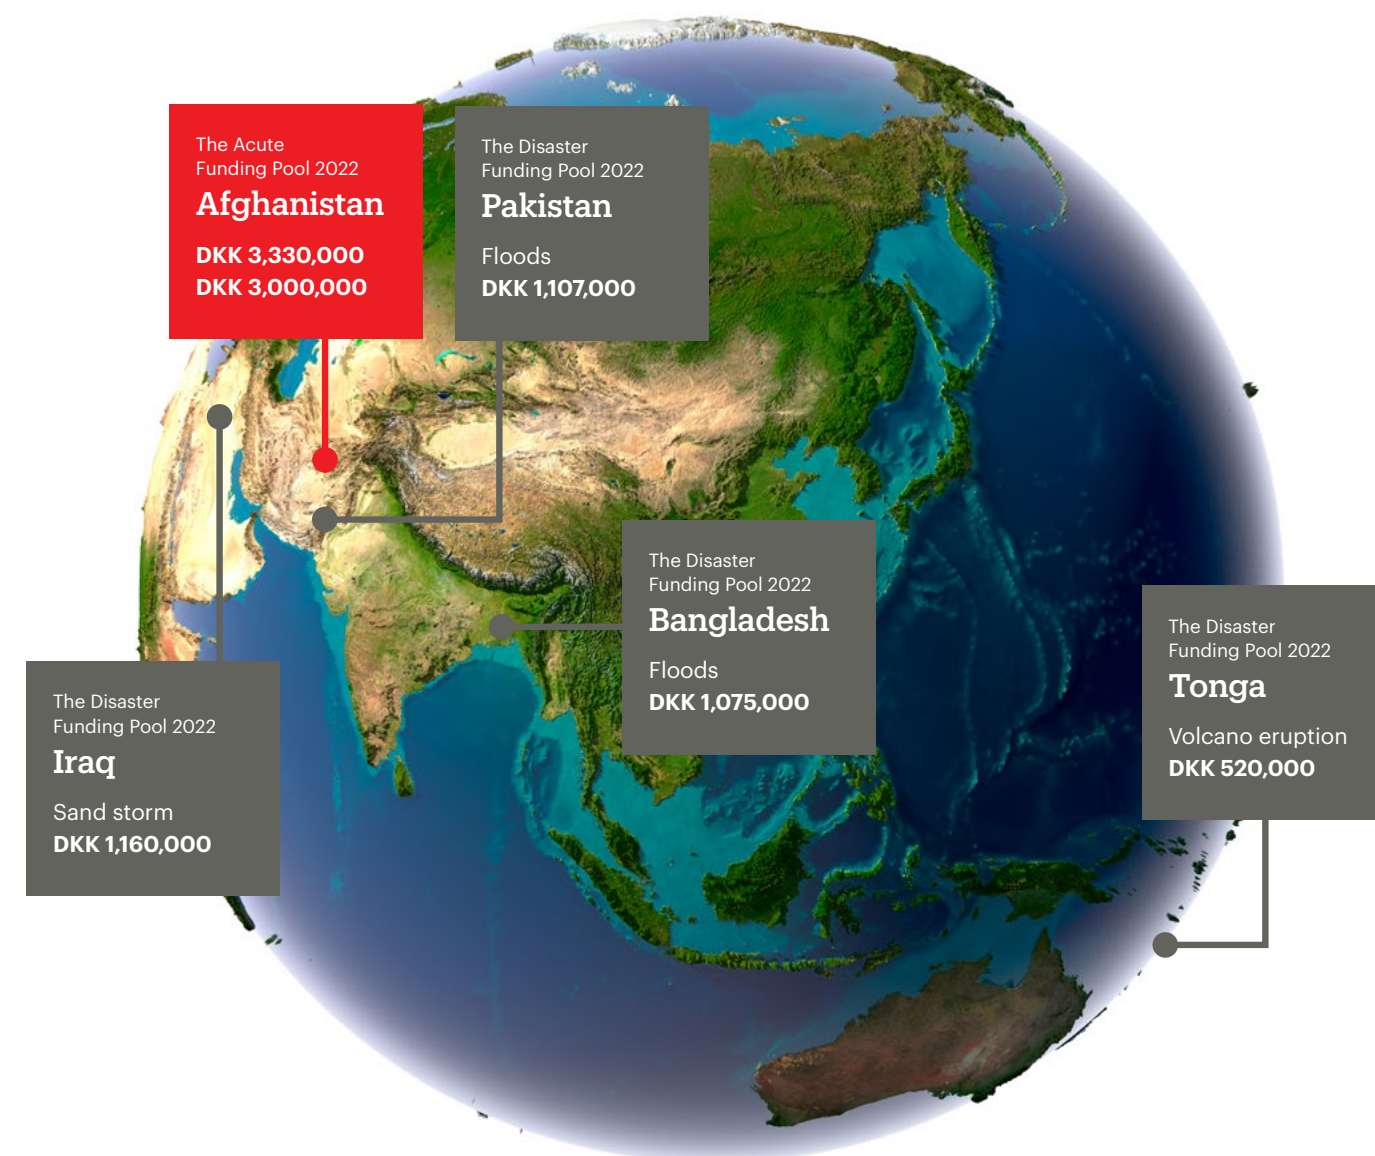 The Acute
Funding Pool 2022
Afghanistan
DKK 3,330,000
DKK 3,000,000
The Disaster
Funding Pool 2022
Pakistan
Floods
DKK 1,107,000
The Disaster
Funding Pool 2022
Bangladesh
Floods
DKK 1,075,000
The Disaster
Funding Pool 2022
Tonga
Volcano eruption
DKK 520,000
The Disaster
Funding Pool 2022
Iraq
Sand storm
DKK 1,160,000